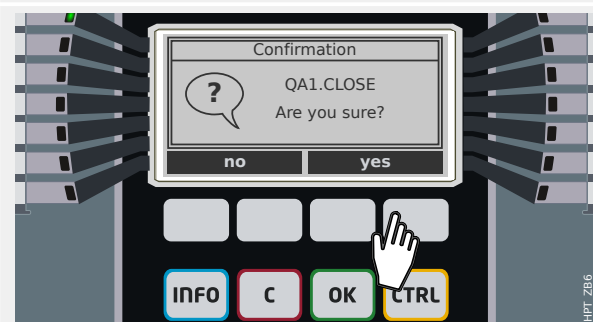 Confirmation
?
QA1.CLOSE
Are you sure?
no yes
INFO C OK CTRL
HPT ZB6